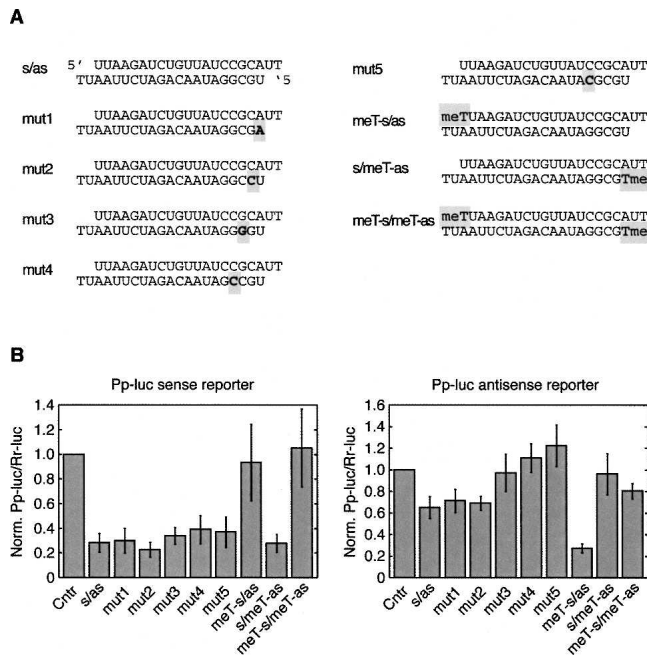 A
s/as
5' UUAAGAUCUGUUAUCCGCAUT
TUAAUUCUAGACAAUAGGCGU '5
mut1
UUAAGAUCUGUUAUCCGCAUT
TUAAUUCUAGACAAUAGGCGA
mut2
UUAAGAUCUGUUAUCCGCAUT
TUAAUUCUAGACAAUAGGCCU
mut3
UUAAGAUCUGUUAUCCGCAUT
TUAAUUCUAGACAAUAGGGGU
mut4
UUAAGAUCUGUUAUCCGCAUT
TUAAUUCUAGACAAUAGCCGU
mut5
UUAAGAUCUGUUAUCCGCAUT
TUAAUUCUAGACAAUACGCGU
meT-s/as
meTUAAGAUCUGUUAUCCGCAUT
TUAAUUCUAGACAAUAGGCGU
s/meT-as
UUAAGAUCUGUUAUCCGCAUT
TUAAUUCUAGACAAUAGGCGTme
meT-s/meT-as
meTUAAGAUCUGUUAUCCGCAUT
TUAAUUCUAGACAAUAGGCGTme
B
Pp-luc sense reporter
Norm. Pp-luc/Rr-luc
1.4
1.2
1.0
0.8
0.6
0.4
0.2
0
Cntr
s/as
mut1
mut2
mut3
mut4
mut5
meT-s/as
s/meT-as
meT-s/meT-as
Pp-luc antisense reporter
Norm. Pp-luc/Rr-luc
1.6
1.4
1.2
1.0
0.8
0.6
0.4
0.2
0
Cntr
s/as
mut1
mut2
mut3
mut4
mut5
meT-s/as
s/meT-as
meT-s/meT-as